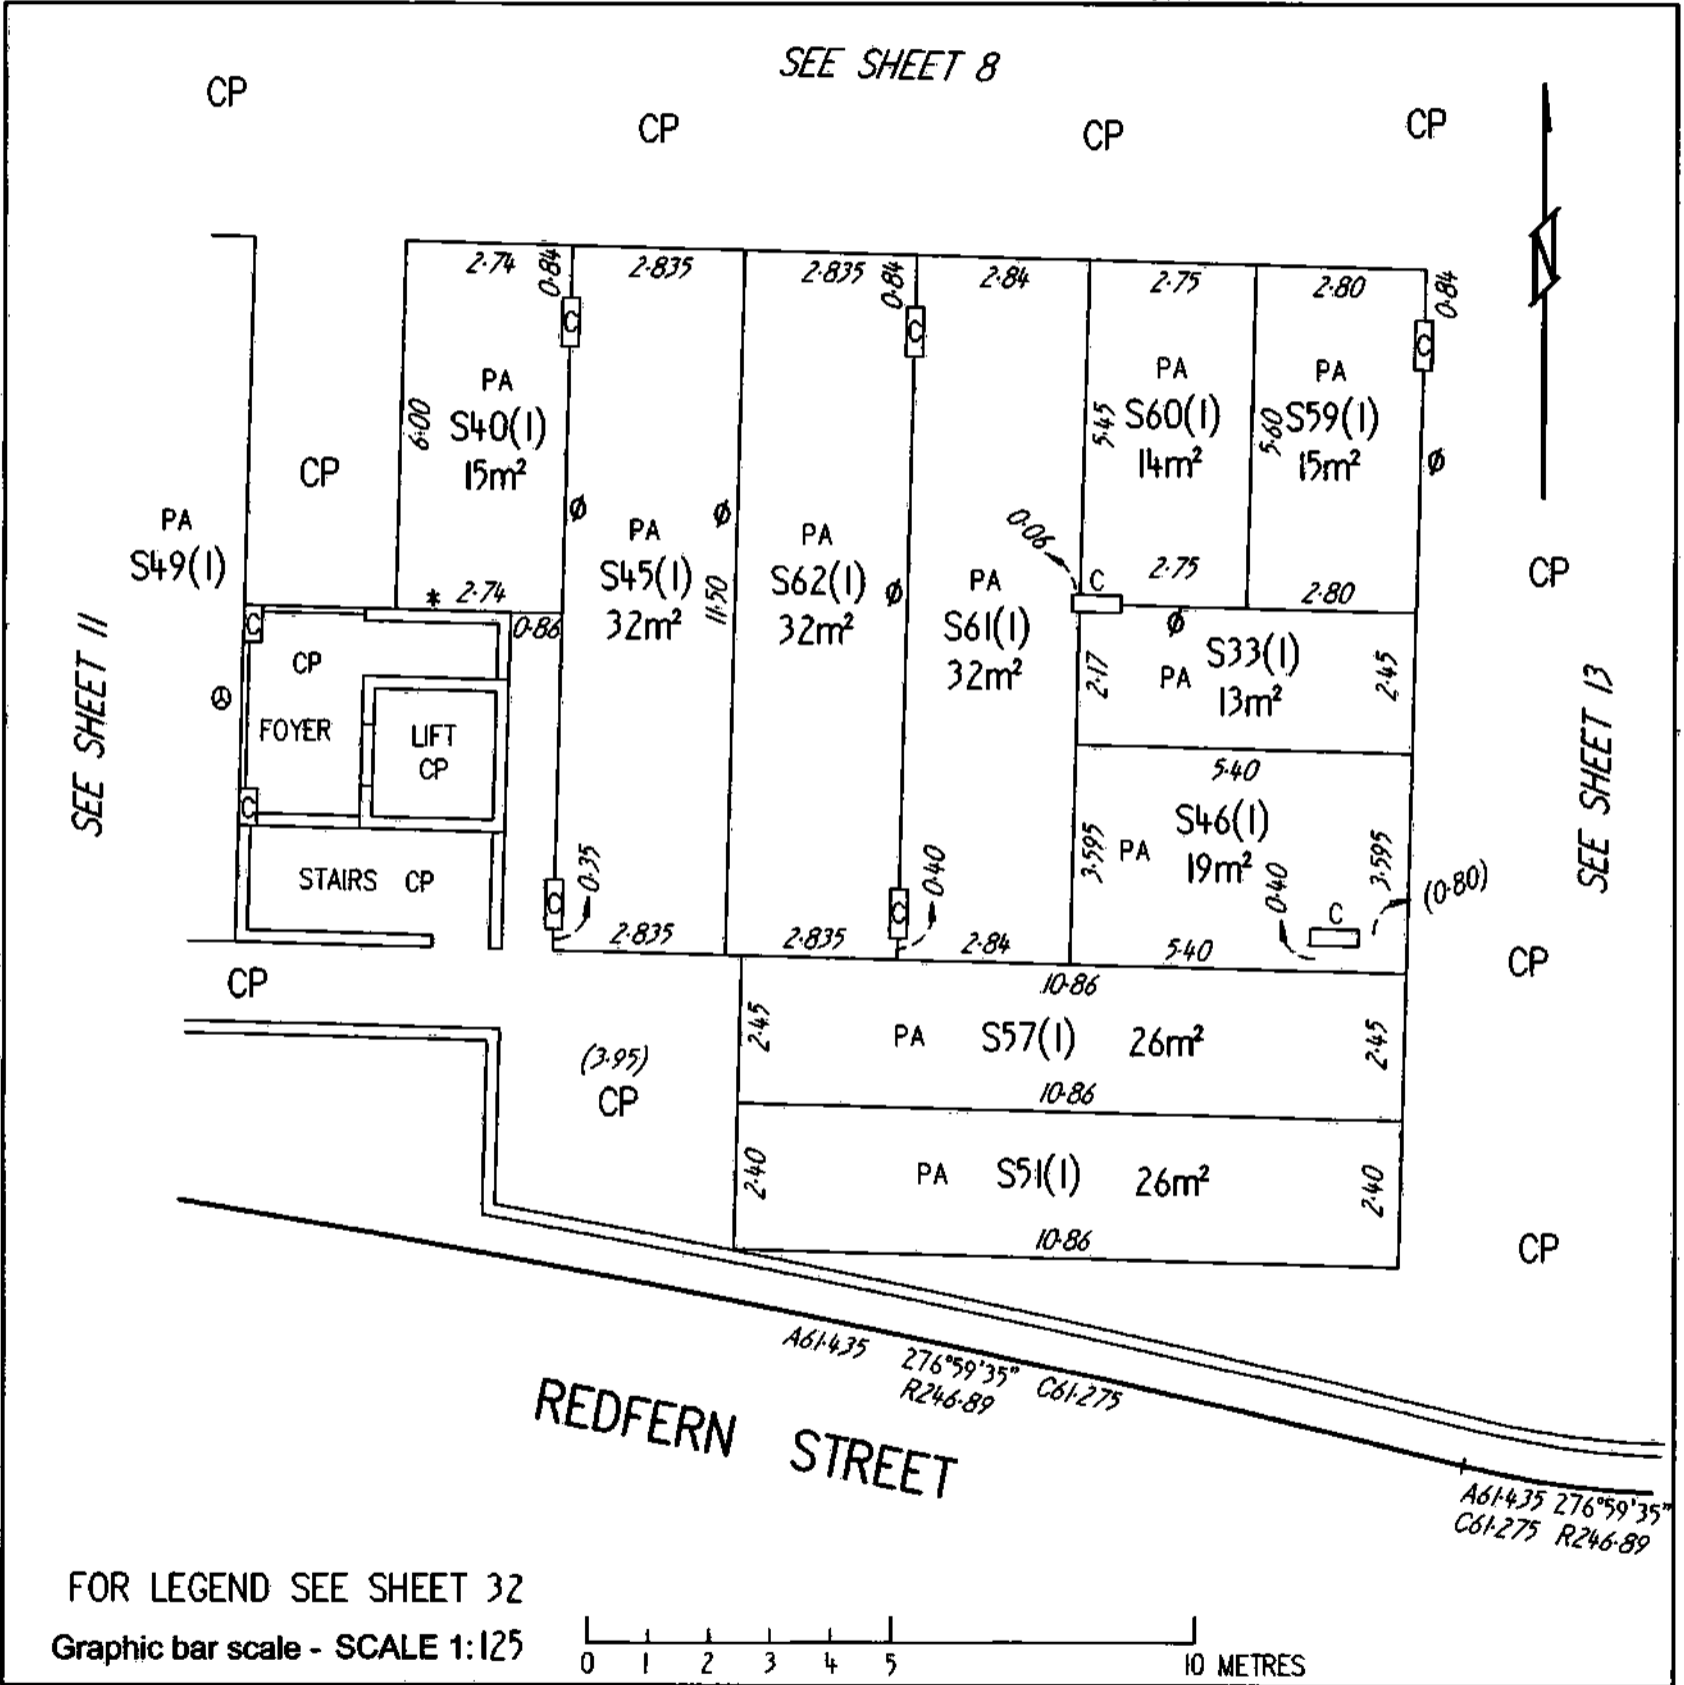 SEE SHEET 8
CP
CP
CP
CP
2.74
0.84
2.835
2.835
0.84
2.84
2.75
2.80
0.84
C
C
C
PA
S40(1)
15m²
6.00
PA
S60(1)
14m²
5.45
PA
S59(1)
15m²
5.60
CP
PA
S49(1)
PA
S45(1)
32m²
11.50
PA
S62(1)
32m²
PA
S61(1)
32m²
0.06
C
2.75
2.80
CP
* 2.74
0.86
C
CP
FOYER
LIFT
CP
C
STAIRS CP
SEE SHEET 11
PA
S33(1)
13m²
2.17
2.45
5.40
PA
S46(1)
19m²
3.595
3.595
0.40
C
(0.80)
SEE SHEET 13
C
0.35
C
0.40
2.835
2.835
2.84
5.40
CP
CP
10.86
2.45
PA S57(1) 26m²
2.45
(3.95)
CP
10.86
2.40
PA S51(1) 26m²
2.40
10.86
CP
A61.435 276°59'35" C61.275
R246.89
REDFERN STREET
A61.435 276°59'35"
C61.275 R246.89
FOR LEGEND SEE SHEET 32
Graphic bar scale - SCALE 1:125
0 1 2 3 4 5 10 METRES